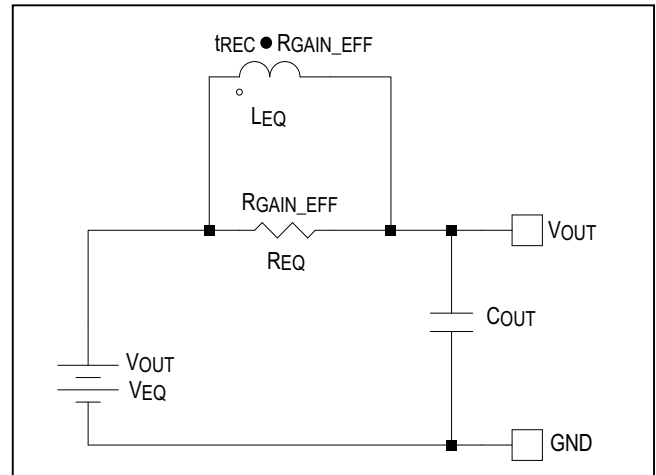 tREC • RGAIN_EFF
LEQ
RGAIN_EFF
REQ
VOUT
COUT
VOUT
VEQ
GND